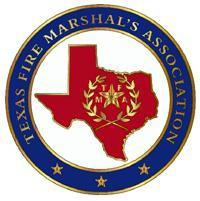 TEXAS FIRE MARSHAL'S ASSOCIATION
T F
M A